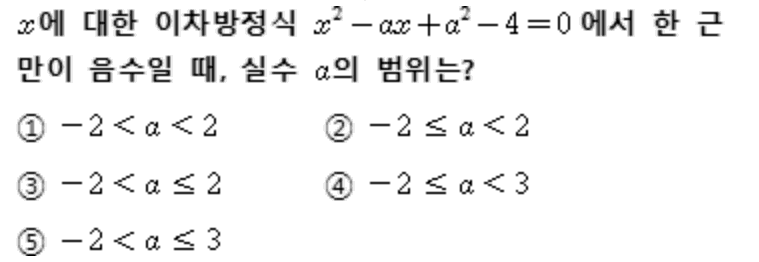 x에 대한 이차방정식 x² − ax + a² − 4 = 0 에서 한 근
만이 음수일 때, 실수 a의 범위는?
① −2 < a < 2 ② −2 ≤ a < 2
③ −2 < a ≤ 2 ④ −2 ≤ a < 3
⑤ −2 < a ≤ 3